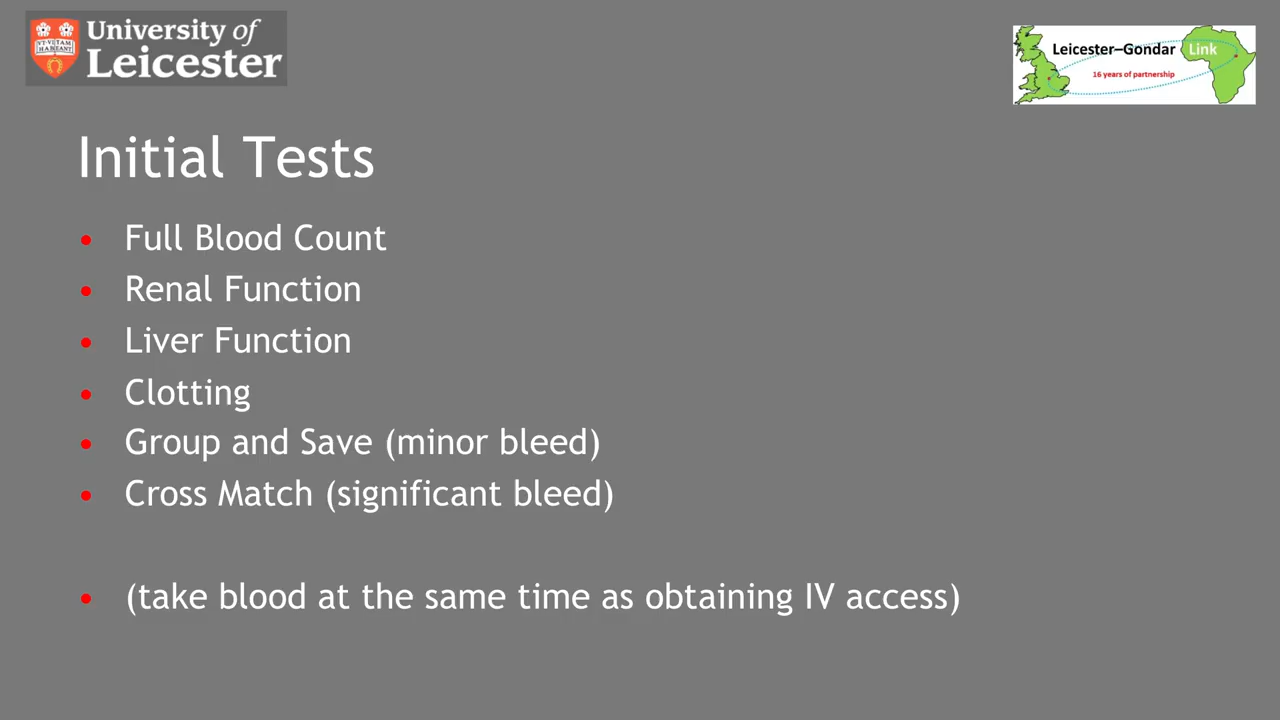 University of
Leicester
Leicester–Gondar Link
16 years of partnership
Initial Tests
• Full Blood Count
• Renal Function
• Liver Function
• Clotting
• Group and Save (minor bleed)
• Cross Match (significant bleed)
• (take blood at the same time as obtaining IV access)